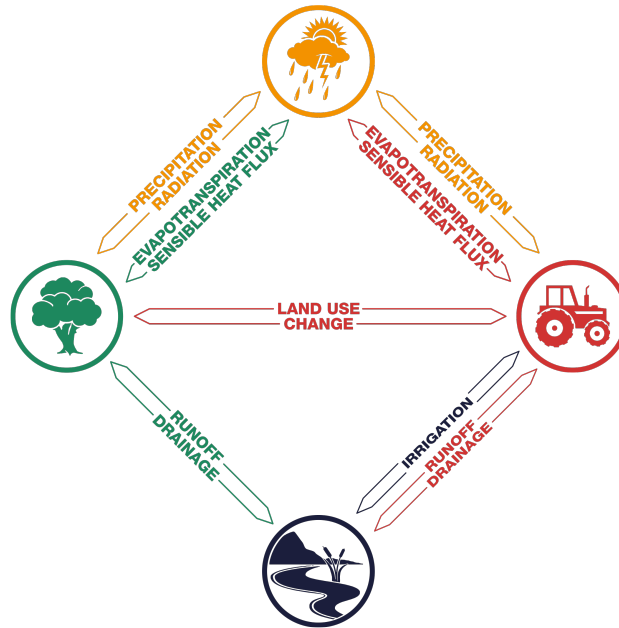 PRECIPITATION
RADIATION
EVAPOTRANSPIRATION
SENSIBLE HEAT FLUX
EVAPOTRANSPIRATION
SENSIBLE HEAT FLUX
PRECIPITATION
RADIATION
LAND USE
CHANGE
RUNOFF
DRAINAGE
IRRIGATION
RUNOFF
DRAINAGE